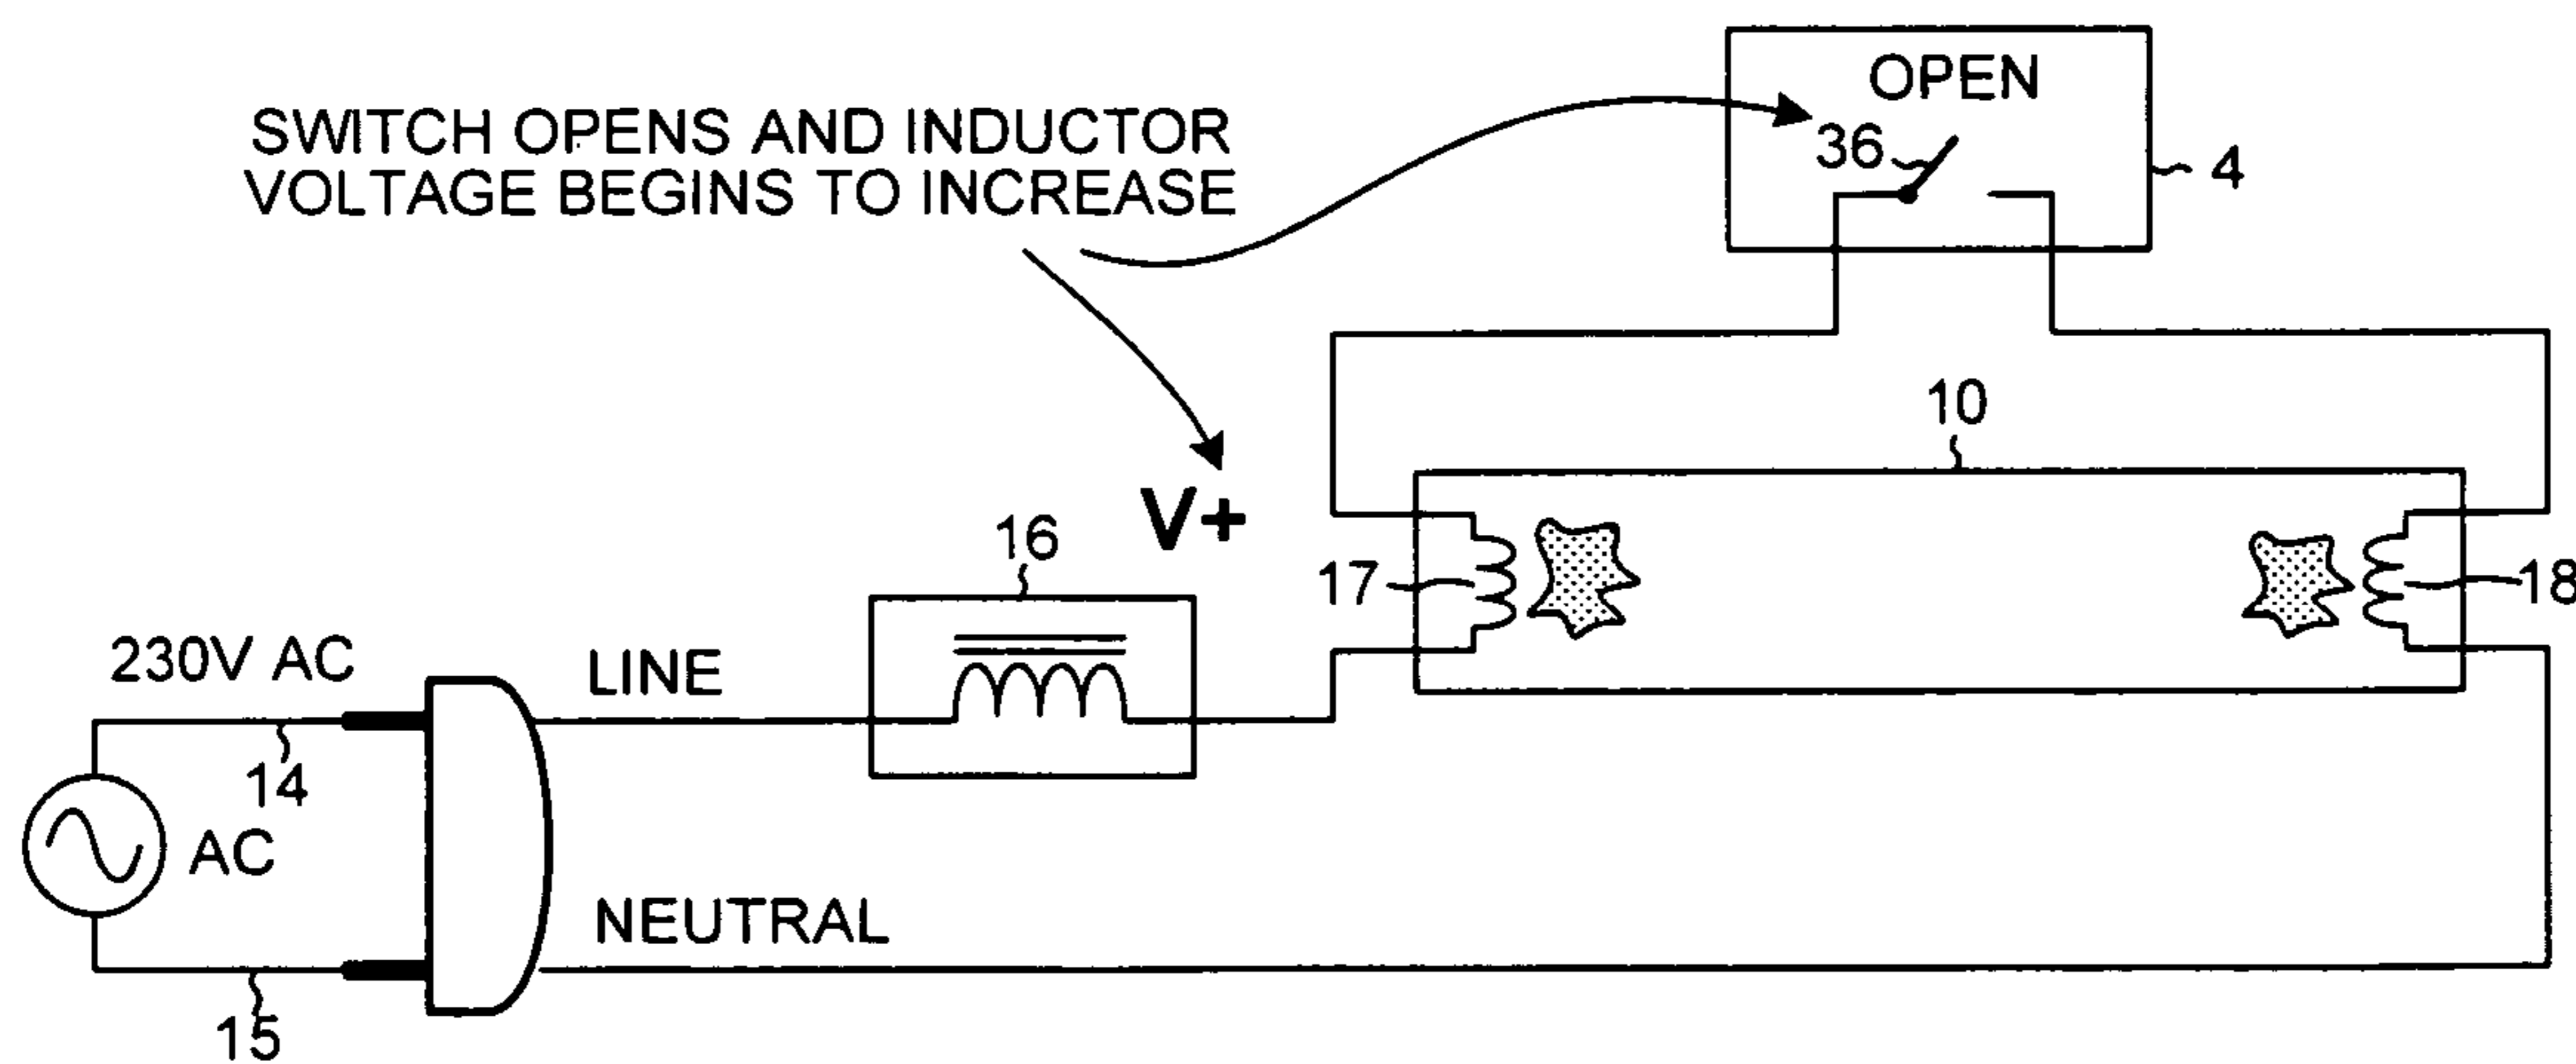 OPEN
36
4
SWITCH OPENS AND INDUCTOR
VOLTAGE BEGINS TO INCREASE
10
V+
16
17
18
230V AC
LINE
14
AC
NEUTRAL
15